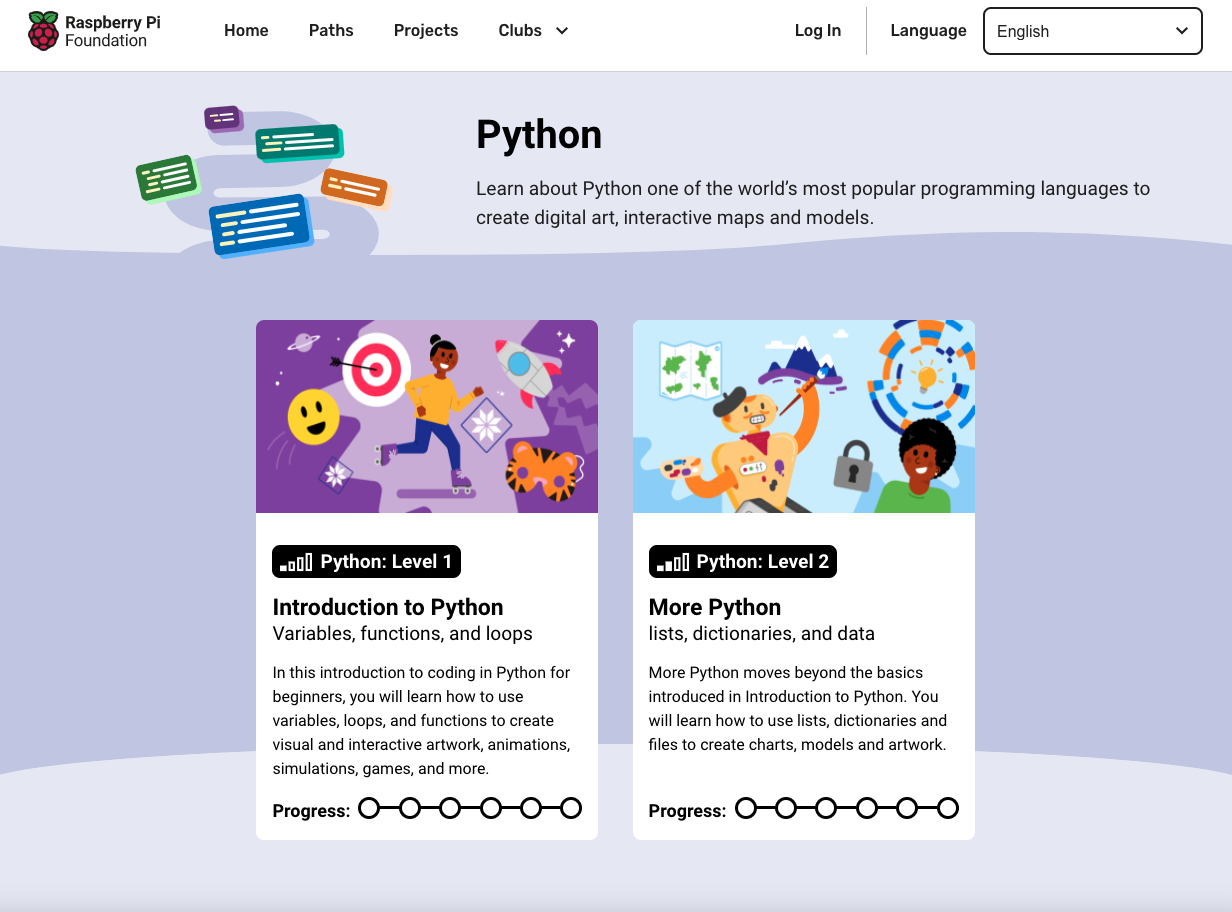 Raspberry Pi
Foundation
Home
Paths
Projects
Clubs
Log In
Language
English
Python
Learn about Python one of the world’s most popular programming languages to
create digital art, interactive maps and models.
Python: Level 1
Introduction to Python
Variables, functions, and loops
In this introduction to coding in Python for
beginners, you will learn how to use
variables, loops, and functions to create
visual and interactive artwork, animations,
simulations, games, and more.
Progress:
Python: Level 2
More Python
lists, dictionaries, and data
More Python moves beyond the basics
introduced in Introduction to Python. You
will learn how to use lists, dictionaries and
files to create charts, models and artwork.
Progress: